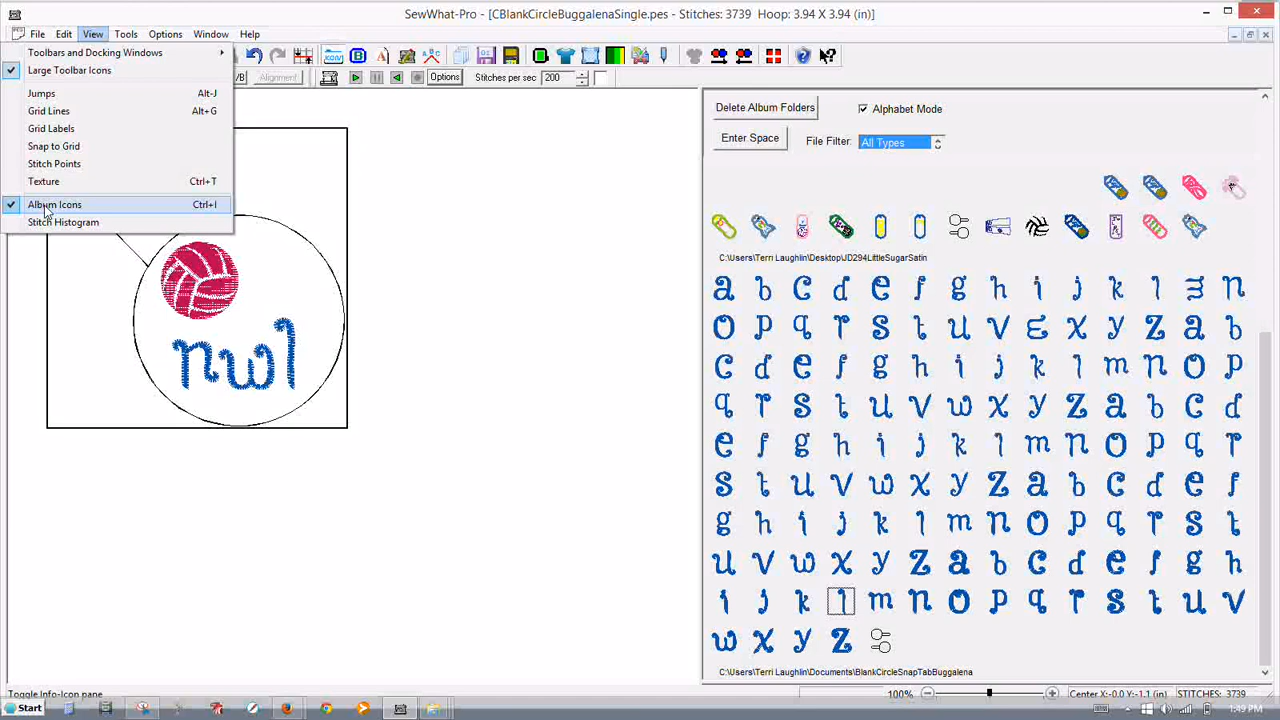 SewWhat-Pro - [CBlankCircleBuggalenaSingle.pes - Stitches: 3739 Hoop: 3.94 X 3.94 (in)]
File Edit View Tools Options Window Help
Toolbars and Docking Windows
Large Toolbar Icons
/B Alignment Options Stitches per sec 200
Jumps Alt-J
Grid Lines Alt+G
Grid Labels
Snap to Grid
Stitch Points
Texture Ctrl+T
Album Icons Ctrl+I
Stitch Histogram
nwl
Delete Album Folders Alphabet Mode
Enter Space File Filter: All Types
C:\Users\Terri Laughlin\Desktop\JD294LittleSugarSatin
a b c d e f g h i j k l m n
o p q r s t u v w x y z a b
c d e f g h i j k l m n o p
q r s t u v w x y z a b c d
e f g h i j k l m n o p q r
s t u v w x y z a b c d e f
g h i j k l m n o p q r s t
u v w x y z a b c d e f g h
i j k l m n o p q r s t u v
w x y z
C:\Users\Terri Laughlin\Documents\BlankCircleSnapTabBuggalena
Toggle Info-Icon pane 100% Center X:-0.0 Y:-1.1 (in) STITCHES: 3739
Start 1:49 PM